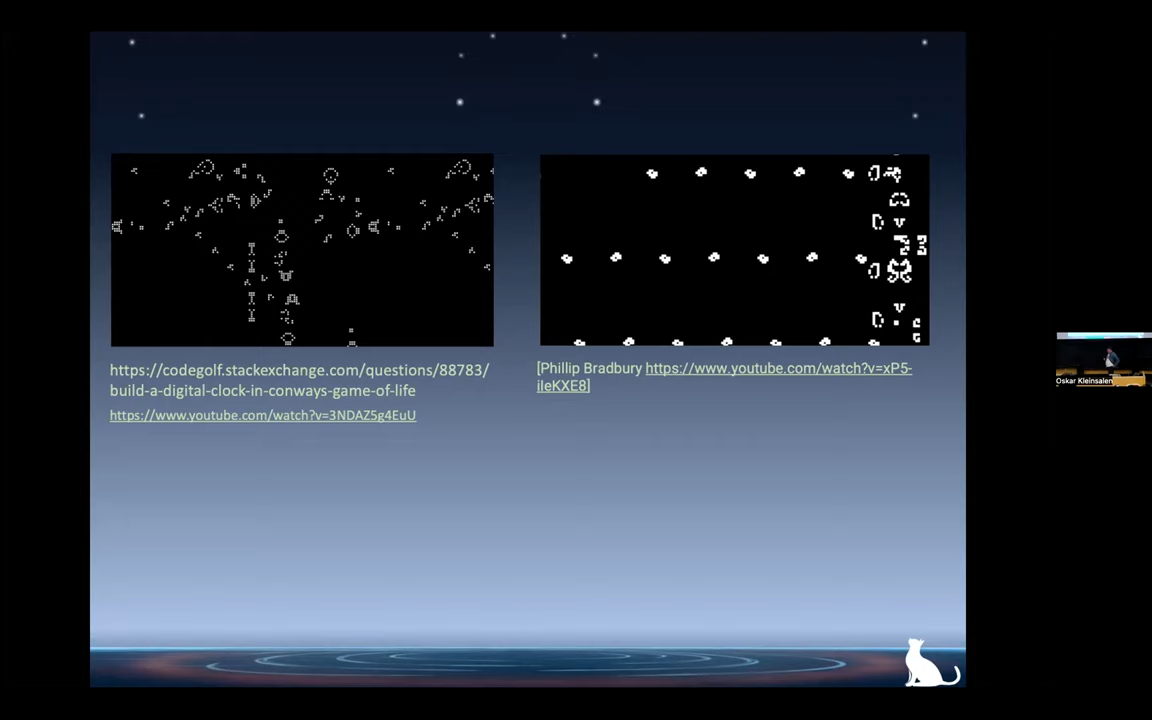 https://codegolf.stackexchange.com/questions/88783/
build-a-digital-clock-in-conways-game-of-life
https://www.youtube.com/watch?v=3NDAZ5g4EuU
[Phillip Bradbury https://www.youtube.com/watch?v=xP5-
iIeKXE8]
Oskar Kleinsalen